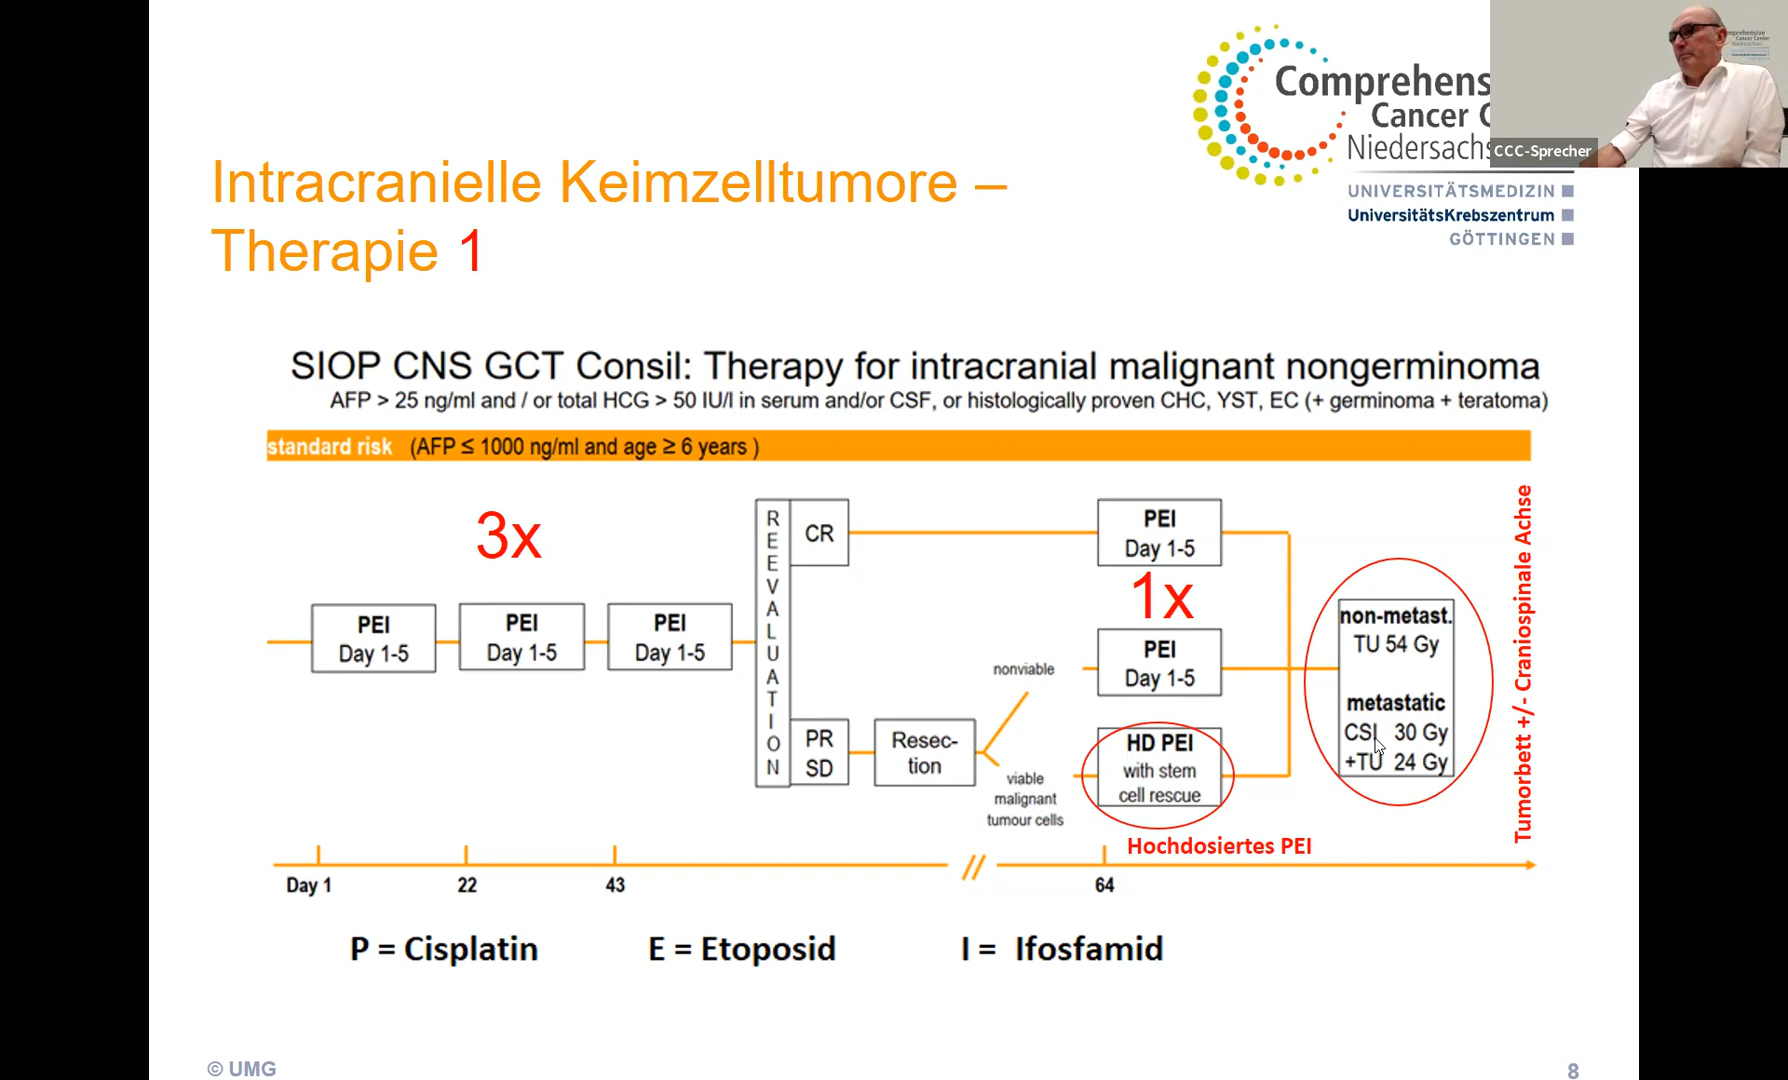 Comprehens
Cancer C
Niedersachs
CCC-Sprecher
UNIVERSITÄTSMEDIZIN
UniversitätsKrebszentrum
GÖTTINGEN
Intracranielle Keimzelltumore –
Therapie 1
SIOP CNS GCT Consil: Therapy for intracranial malignant nongerminoma
AFP > 25 ng/ml and / or total HCG > 50 IU/l in serum and/or CSF, or histologically proven CHC, YST, EC (+ germinoma + teratoma)
standard risk (AFP ≤ 1000 ng/ml and age ≥ 6 years )
3x
PEI
Day 1-5
PEI
Day 1-5
PEI
Day 1-5
REEVALUATION
CR
PR
SD
Resec-
tion
nonviable
viable
malignant
tumour cells
PEI
Day 1-5
1x
PEI
Day 1-5
HD PEI
with stem
cell rescue
Hochdosiertes PEI
non-metast.
TU 54 Gy
metastatic
CSI 30 Gy
+TU 24 Gy
Tumorbett +/- Craniospinale Achse
Day 1
22
43
64
P = Cisplatin
E = Etoposid
I = Ifosfamid
© UMG
8